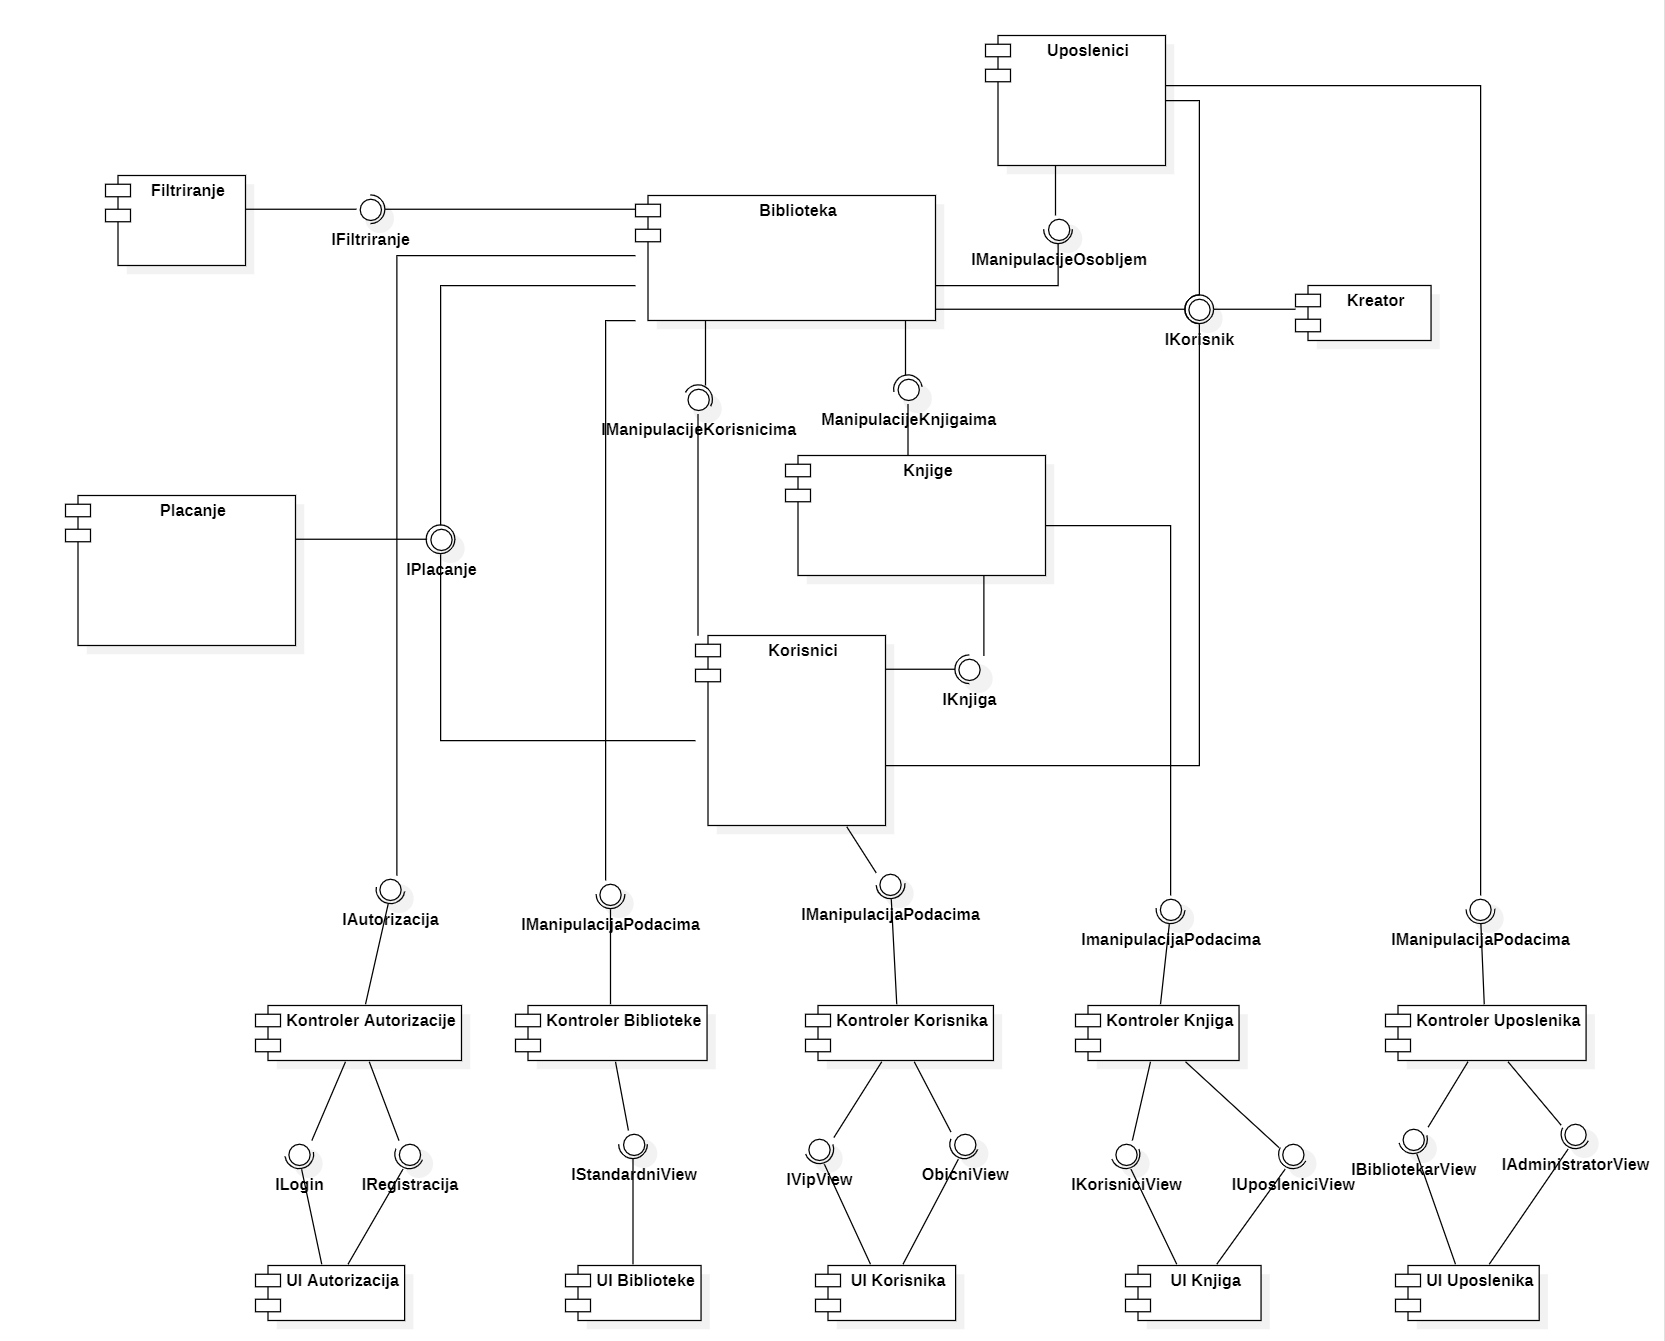 Uposlenici
Filtriranje
Biblioteka
IFiltriranje
IManipulacijeOsobljem
Kreator
IKorisnik
IManipulacijeKorisnicima
ManipulacijeKnjigaima
Knjige
Placanje
IPlacanje
Korisnici
IKnjiga
IAutorizacija
IManipulacijaPodacima
IManipulacijaPodacima
ImanipulacijaPodacima
IManipulacijaPodacima
Kontroler Autorizacije
Kontroler Biblioteke
Kontroler Korisnika
Kontroler Knjiga
Kontroler Uposlenika
ILogin
IRegistracija
IStandardniView
IVipView
ObicniView
IKorisniciView
IUposleniciView
IBibliotekarView
IAdministratorView
UI Autorizacija
UI Biblioteke
UI Korisnika
UI Knjiga
UI Uposlenika